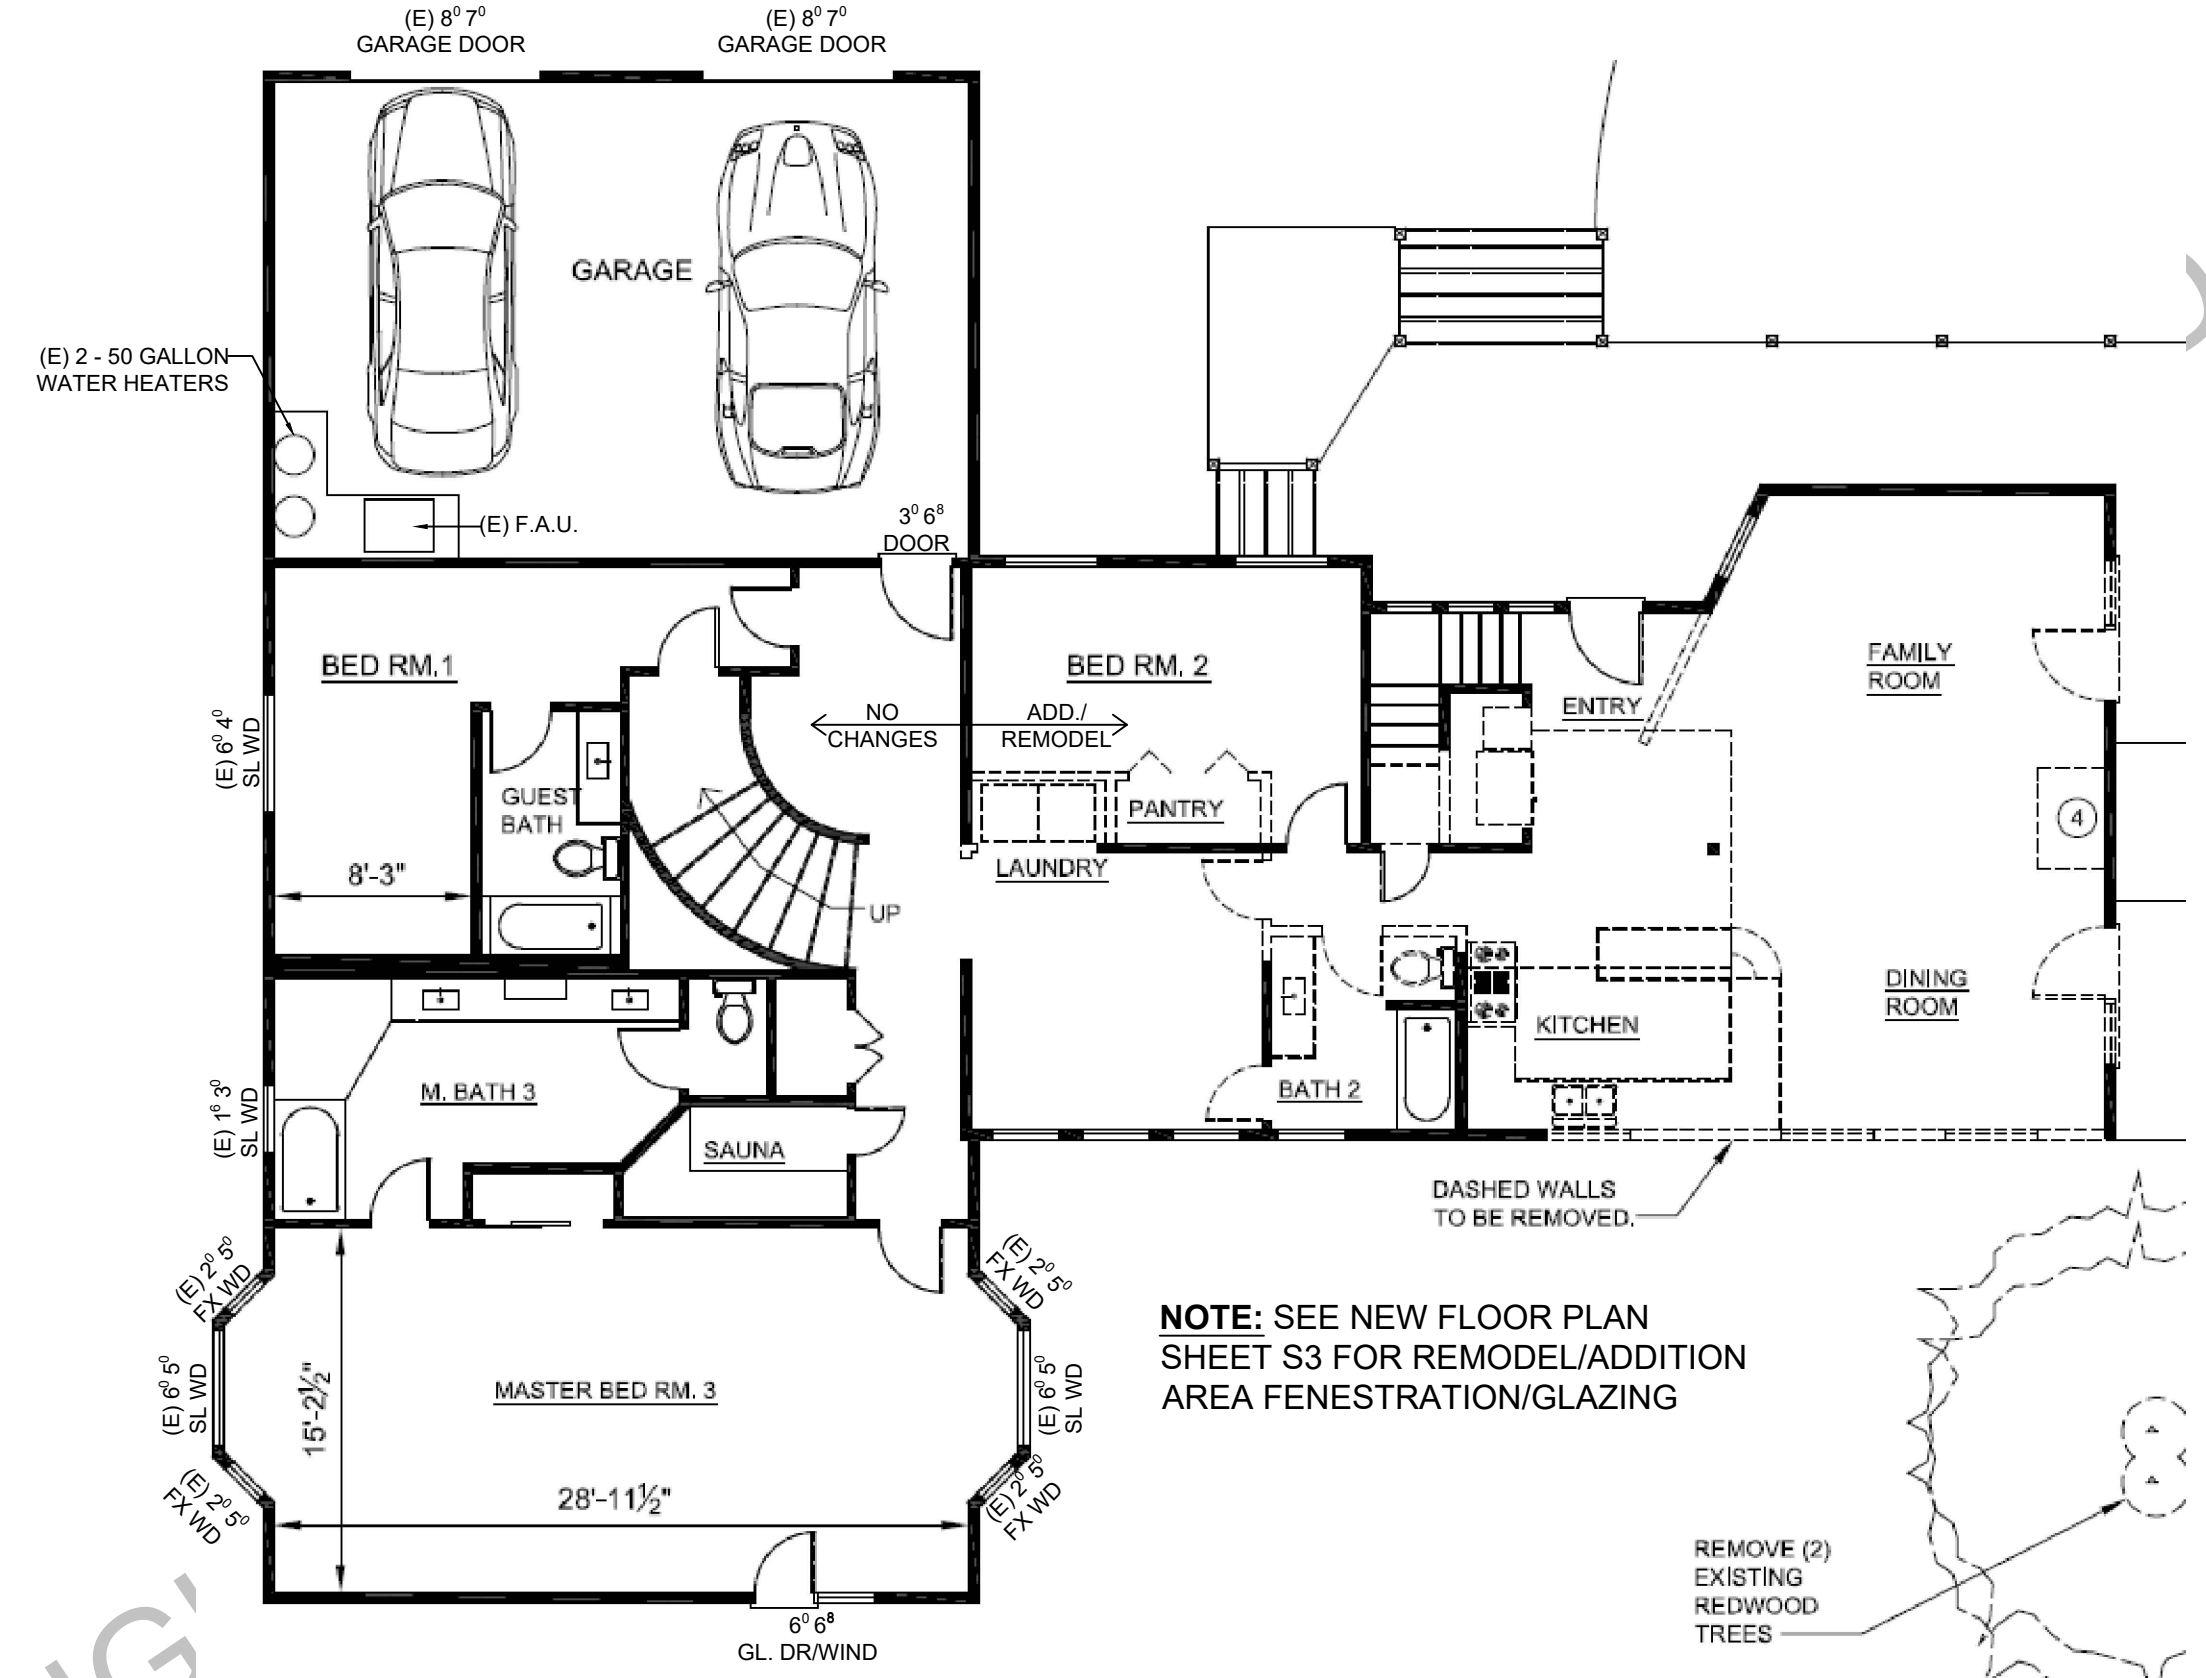 (E) 8⁰ 7⁰
GARAGE DOOR
(E) 8⁰ 7⁰
GARAGE DOOR
GARAGE
(E) 2 - 50 GALLON
WATER HEATERS
(E) F.A.U.
3⁰ 6⁸
DOOR
BED RM.1
BED RM. 2
FAMILY
ROOM
ENTRY
NO
CHANGES
ADD./
REMODEL
(E) 6⁰ 4⁰
SL WD
GUEST
BATH
PANTRY
4
8'-3"
LAUNDRY
UP
DINING
ROOM
KITCHEN
M. BATH 3
BATH 2
(E) 1⁶ 3⁰
SL WD
SAUNA
DASHED WALLS
TO BE REMOVED.
(E) 2⁰ 5⁰
FX WD
(E) 2⁰ 5⁰
FX WD
NOTE: SEE NEW FLOOR PLAN
SHEET S3 FOR REMODEL/ADDITION
AREA FENESTRATION/GLAZING
(E) 6⁰ 5⁰
SL WD
15'-2½"
MASTER BED RM. 3
(E) 6⁰ 5⁰
SL WD
28'-11½"
(E) 2⁰ 5⁰
FX WD
(E) 2⁰ 5⁰
FX WD
REMOVE (2)
EXISTING
REDWOOD
TREES
6⁰ 6⁸
GL. DR/WIND